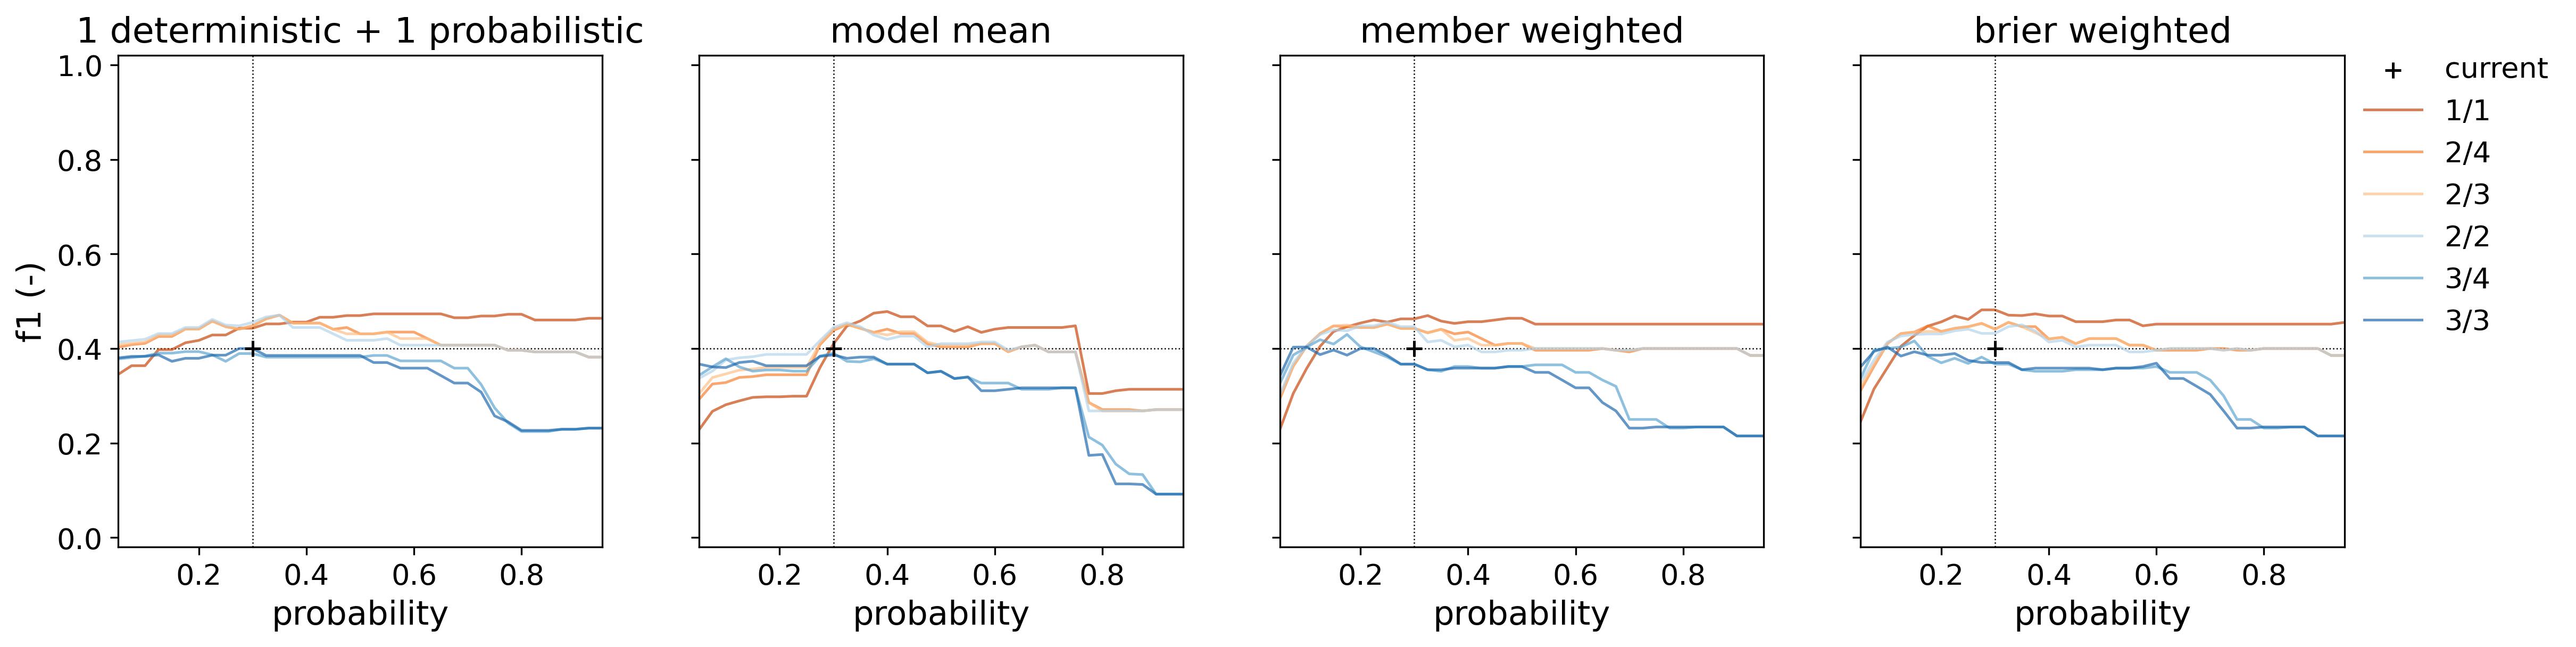 1 deterministic + 1 probabilistic
model mean
member weighted
brier weighted
f1 (-)
1.0
0.8
0.6
0.4
0.2
0.0
0.2 0.4 0.6 0.8
0.2 0.4 0.6 0.8
0.2 0.4 0.6 0.8
0.2 0.4 0.6 0.8
probability
probability
probability
probability
current
1/1
2/4
2/3
2/2
3/4
3/3